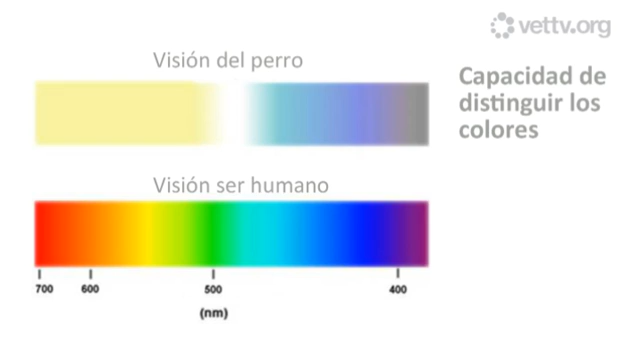 vettv.org
Visión del perro
Capacidad de
distinguir los
colores
Visión ser humano
700 600 500 400
(nm)